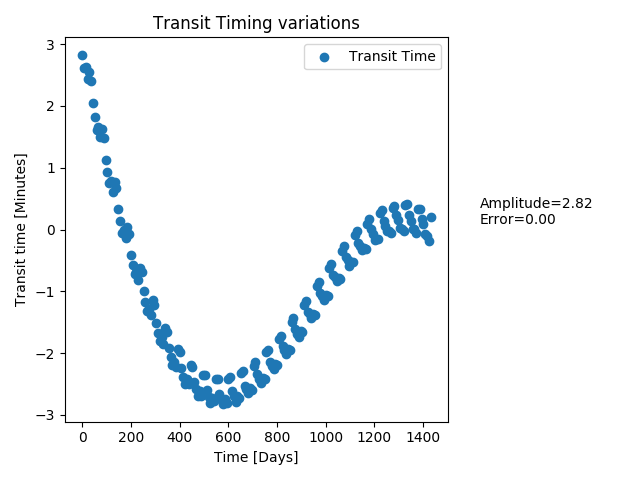 Transit Timing variations
Transit Time
Transit time [Minutes]
3
2
1
0
−1
−2
−3
0 200 400 600 800 1000 1200 1400
Time [Days]
Amplitude=2.82
Error=0.00